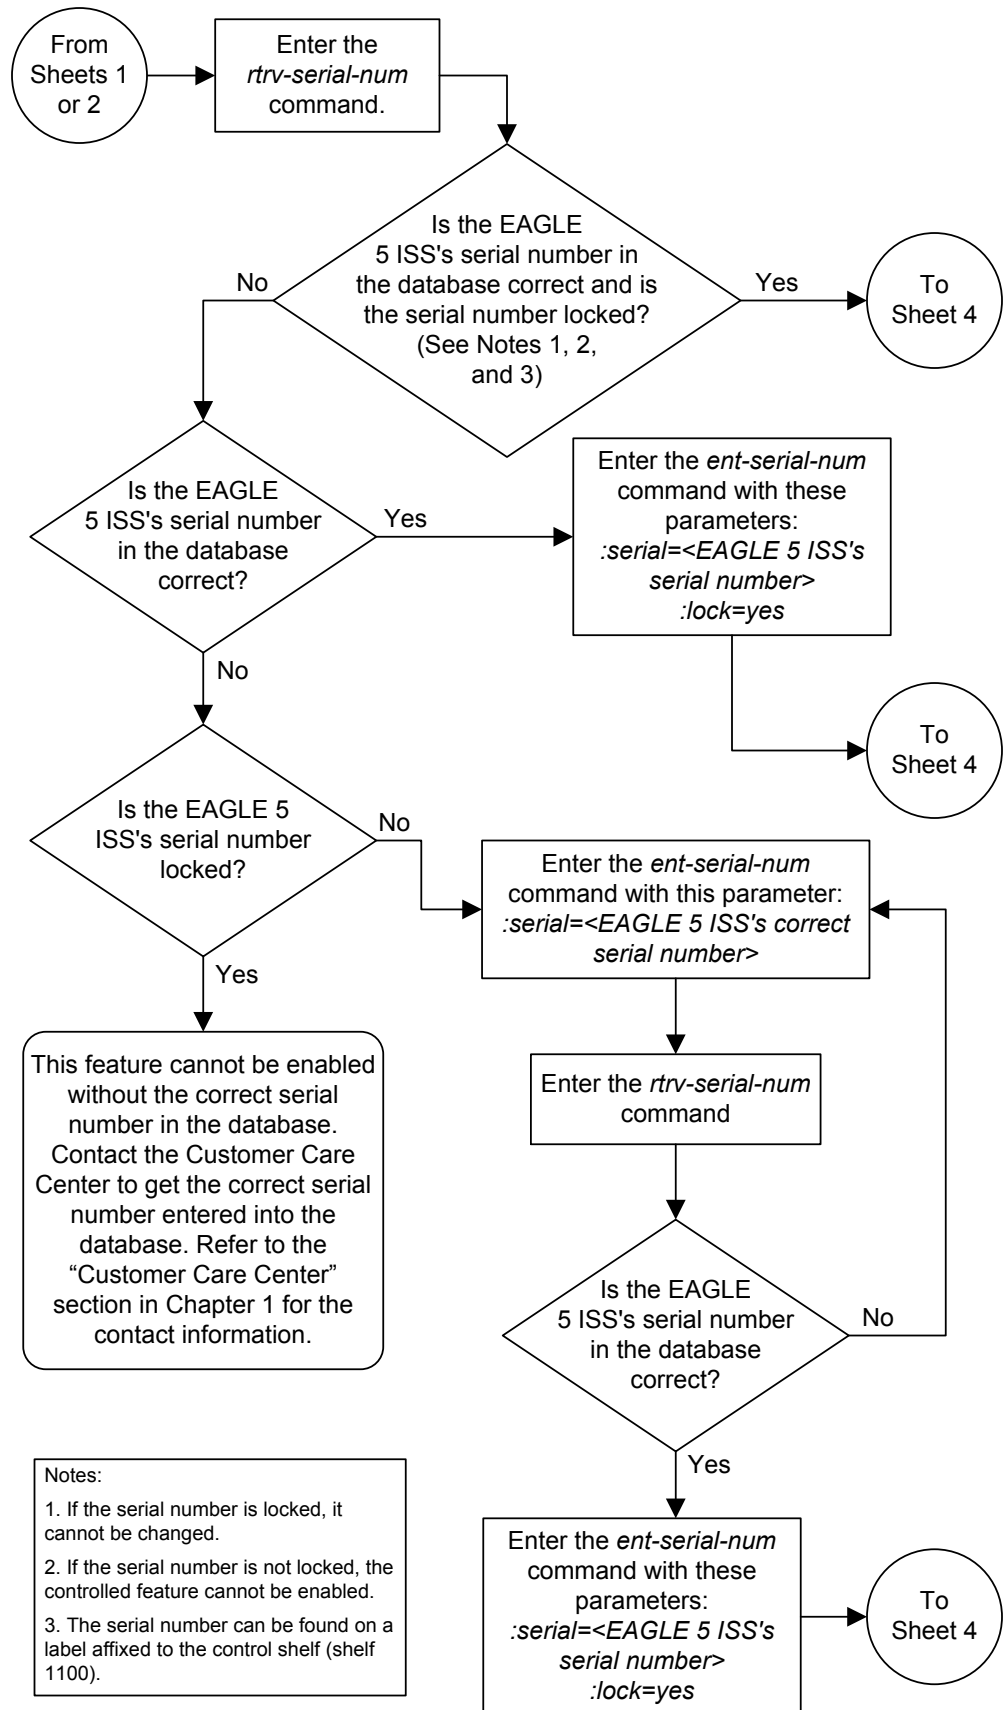 From
Sheets 1
or 2
Enter the
rtrv-serial-num
command.
Is the EAGLE
5 ISS's serial number in
the database correct and is
the serial number locked?
(See Notes 1, 2,
and 3)
No
Yes
To
Sheet 4
Is the EAGLE
5 ISS's serial number
in the database
correct?
Yes
Enter the ent-serial-num
command with these
parameters:
:serial=<EAGLE 5 ISS's
serial number>
:lock=yes
No
To
Sheet 4
Is the EAGLE 5
ISS's serial number
locked?
No
Enter the ent-serial-num
command with this parameter:
:serial=<EAGLE 5 ISS's correct
serial number>
Yes
This feature cannot be enabled
without the correct serial
number in the database.
Contact the Customer Care
Center to get the correct serial
number entered into the
database. Refer to the
“Customer Care Center”
section in Chapter 1 for the
contact information.
Enter the rtrv-serial-num
command
Is the EAGLE
5 ISS's serial number
in the database
correct?
No
Yes
Enter the ent-serial-num
command with these
parameters:
:serial=<EAGLE 5 ISS's
serial number>
:lock=yes
To
Sheet 4
Notes:
1. If the serial number is locked, it
cannot be changed.
2. If the serial number is not locked, the
controlled feature cannot be enabled.
3. The serial number can be found on a
label affixed to the control shelf (shelf
1100).